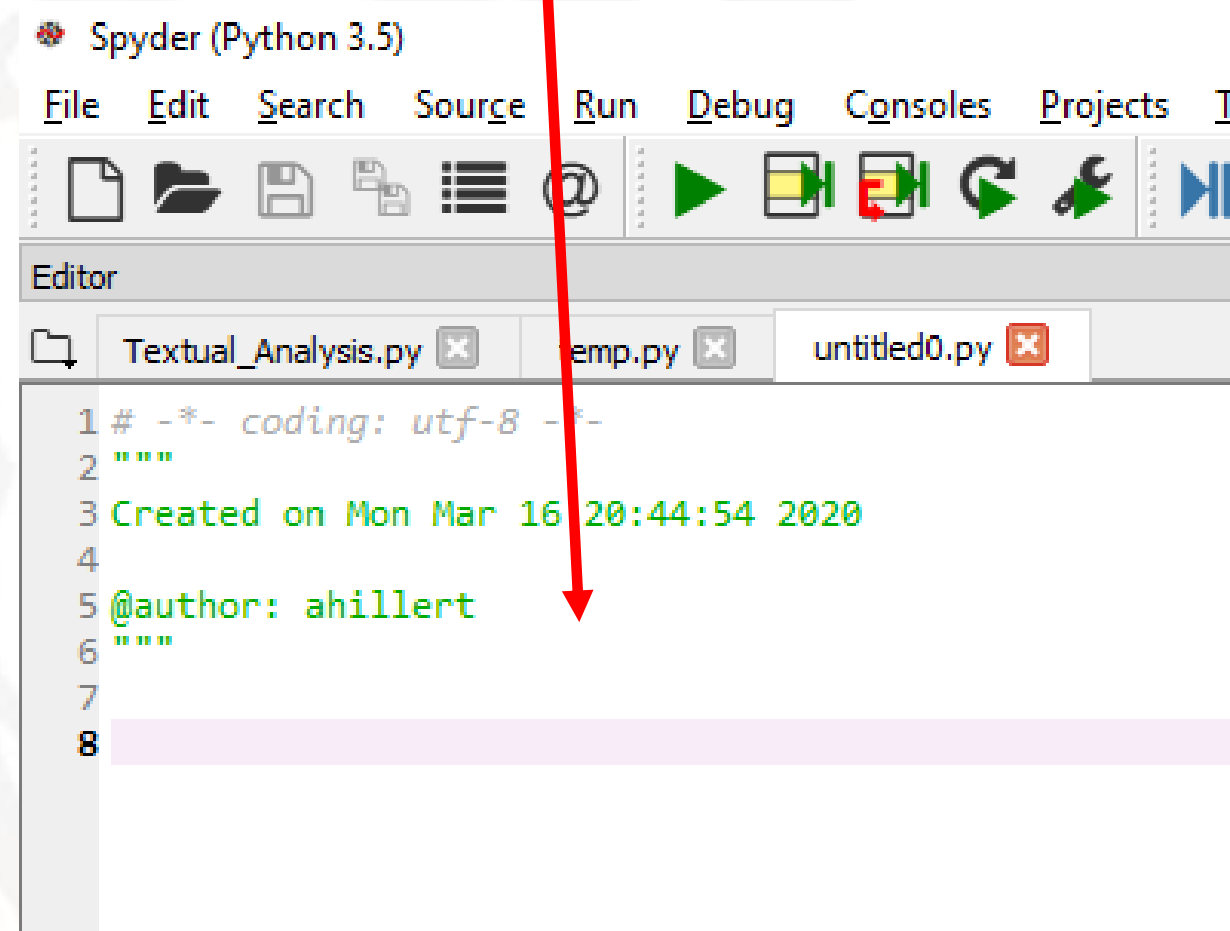 Spyder (Python 3.5)
File Edit Search Source Run Debug Consoles Projects T
Editor
Textual_Analysis.py temp.py untitled0.py
1 # -*- coding: utf-8 -*-
2 """
3 Created on Mon Mar 16 20:44:54 2020
4
5 @author: ahillert
6 """
7
8